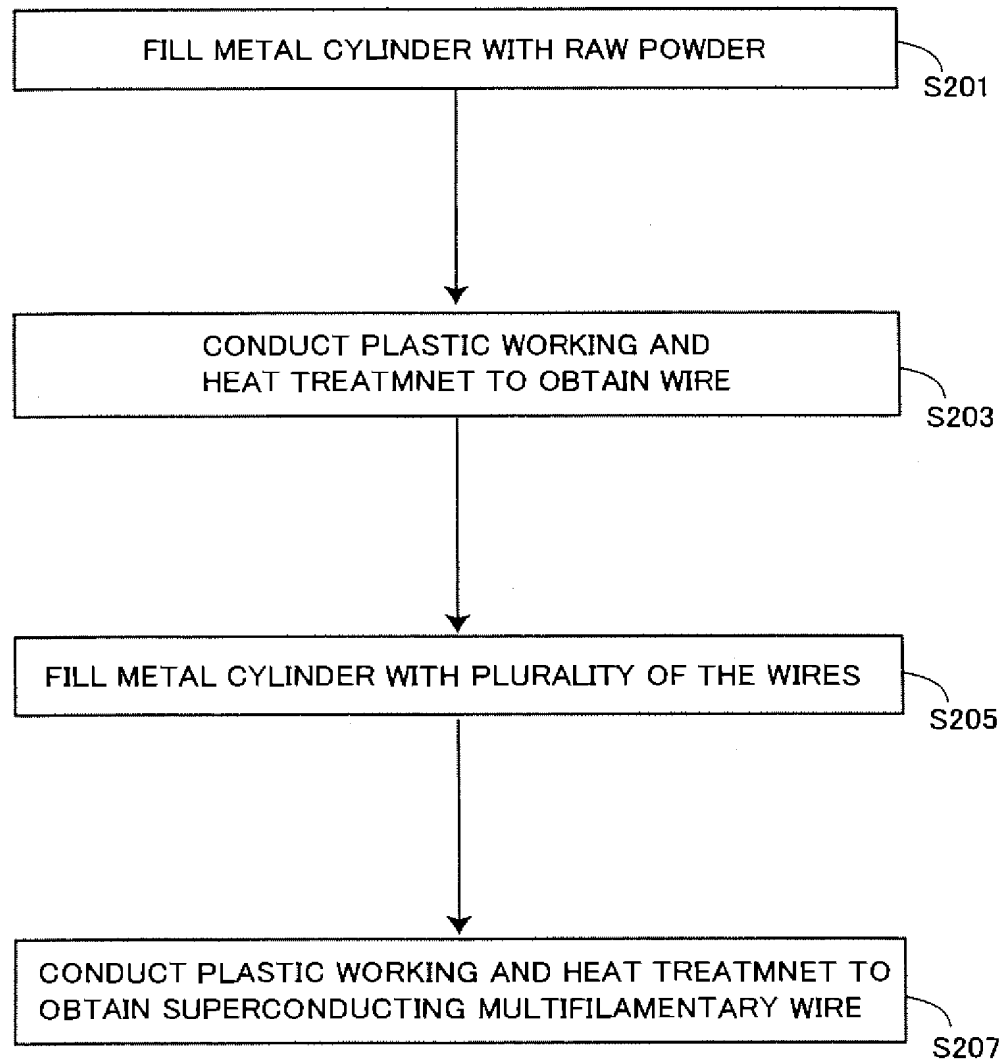 FILL METAL CYLINDER WITH RAW POWDER
S201
CONDUCT PLASTIC WORKING AND
HEAT TREATMNET TO OBTAIN WIRE
S203
FILL METAL CYLINDER WITH PLURALITY OF THE WIRES
S205
CONDUCT PLASTIC WORKING AND HEAT TREATMNET TO
OBTAIN SUPERCONDUCTING MULTIFILAMENTARY WIRE
S207